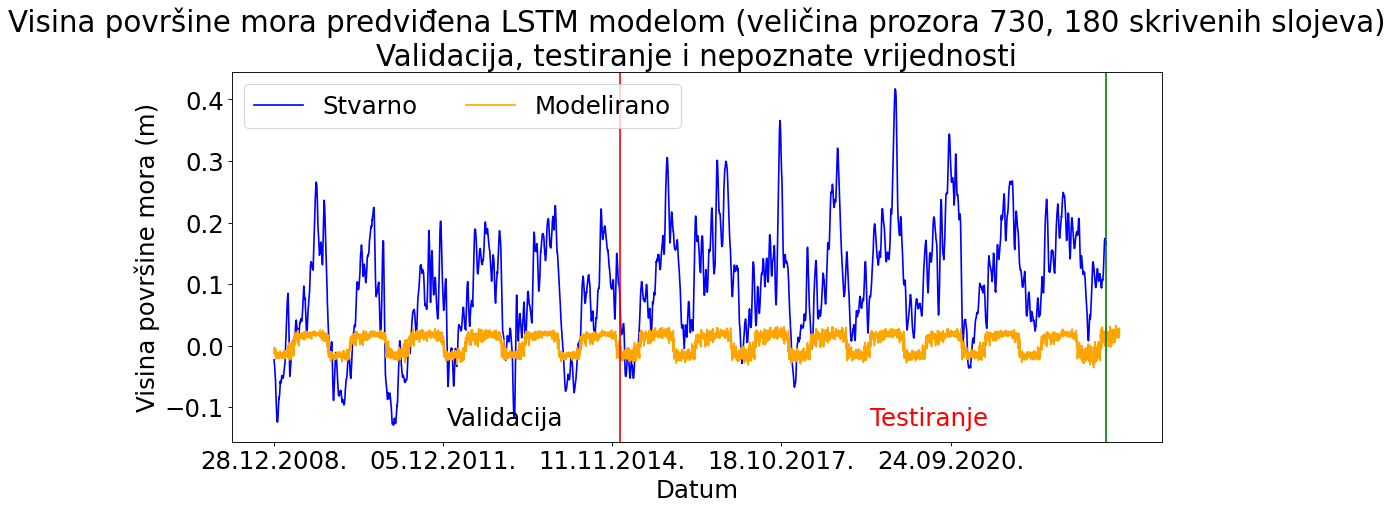 Visina površine mora predviđena LSTM modelom (veličina prozora 730, 180 skrivenih slojeva)
Validacija, testiranje i nepoznate vrijednosti
Stvarno
Modelirano
Visina površine mora (m)
0.4
0.3
0.2
0.1
0.0
−0.1
Validacija
Testiranje
28.12.2008.
05.12.2011.
11.11.2014.
18.10.2017.
24.09.2020.
Datum